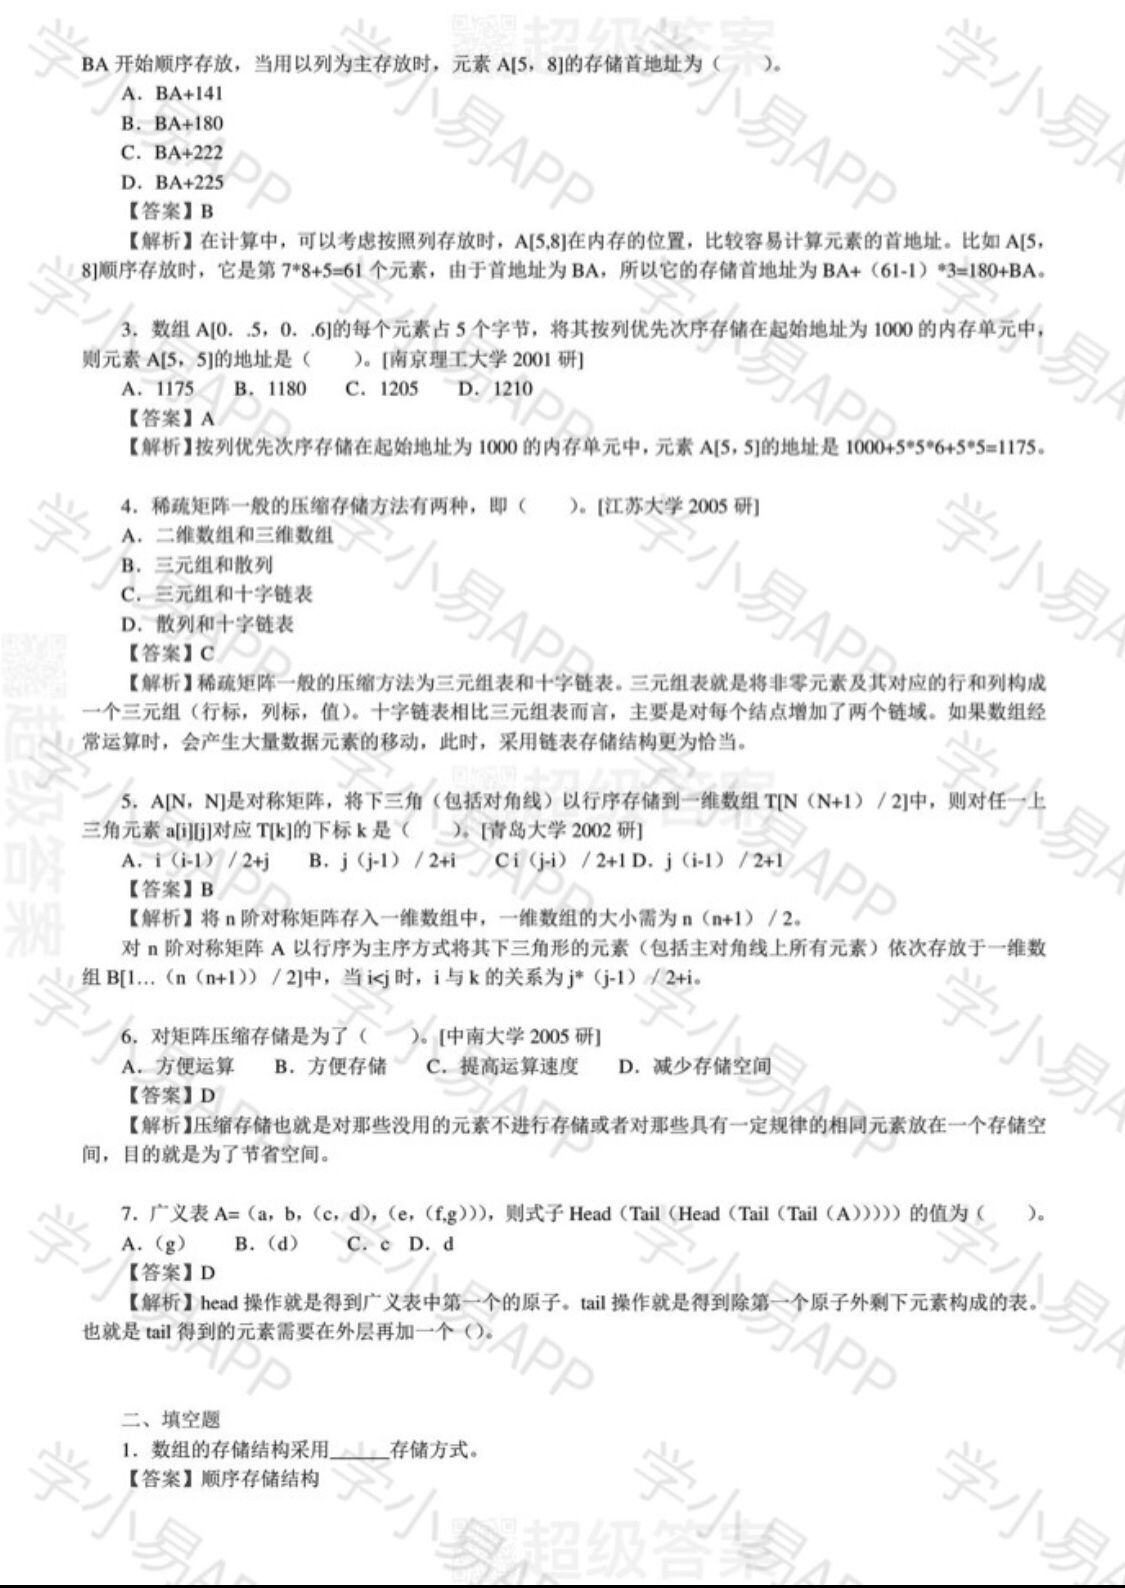 BA 开始顺序存放，当用以列为主存放时，元素 A[5，8]的存储首地址为（　　）。
A．BA+141
B．BA+180
C．BA+222
D．BA+225
【答案】B
【解析】在计算中，可以考虑按照列存放时，A[5,8]在内存的位置，比较容易计算元素的首地址。比如 A[5，
8]顺序存放时，它是第 7*8+5=61 个元素，由于首地址为 BA，所以它的存储首地址为 BA+（61-1）*3=180+BA。
3．数组 A[0．.5，0．.6]的每个元素占 5 个字节，将其按列优先次序存储在起始地址为 1000 的内存单元中，
则元素 A[5，5]的地址是（　　）。[南京理工大学 2001 研]
A．1175　B．1180　C．1205　D．1210
【答案】A
【解析】按列优先次序存储在起始地址为 1000 的内存单元中，元素 A[5，5]的地址是 1000+5*5*6+5*5=1175。
4．稀疏矩阵一般的压缩存储方法有两种，即（　　）。[江苏大学 2005 研]
A．二维数组和三维数组
B．三元组和散列
C．三元组和十字链表
D．散列和十字链表
【答案】C
【解析】稀疏矩阵一般的压缩方法为三元组表和十字链表。三元组表就是将非零元素及其对应的行和列构成
一个三元组（行标，列标，值）。十字链表相比三元组表而言，主要是对每个结点增加了两个链域。如果数组经
常运算时，会产生大量数据元素的移动，此时，采用链表存储结构更为恰当。
5．A[N，N]是对称矩阵，将下三角（包括对角线）以行序存储到一维数组 T[N（N+1）／2]中，则对任一上
三角元素 a[i][j]对应 T[k]的下标 k 是（　　）。[青岛大学 2002 研]
A．i（i-1）／2+j　B．j（j-1）／2+i　C i（j-i）／2+1 D．j（i-1）／2+1
【答案】B
【解析】将 n 阶对称矩阵存入一维数组中，一维数组的大小需为 n（n+1）／2。
对 n 阶对称矩阵 A 以行序为主序方式将其下三角形的元素（包括主对角线上所有元素）依次存放于一维数
组 B[1…（n（n+1））／2]中，当 i<j 时，i 与 k 的关系为 j*（j-1）／2+i。
6．对矩阵压缩存储是为了（　　）。[中南大学 2005 研]
A．方便运算　B．方便存储　C．提高运算速度　D．减少存储空间
【答案】D
【解析】压缩存储也就是对那些没用的元素不进行存储或者对那些具有一定规律的相同元素放在一个存储空
间，目的就是为了节省空间。
7．广义表 A=（a，b，（c，d），（e，（f,g））），则式子 Head（Tail（Head（Tail（Tail（A）））））的值为（　　）。
A．（g）　B．（d）　C．c　D．d
【答案】D
【解析】head 操作就是得到广义表中第一个的原子。tail 操作就是得到除第一个原子外剩下元素构成的表。
也就是 tail 得到的元素需要在外层再加一个（）。
二、填空题
1．数组的存储结构采用______存储方式。
【答案】顺序存储结构
学小易APP
超级答案